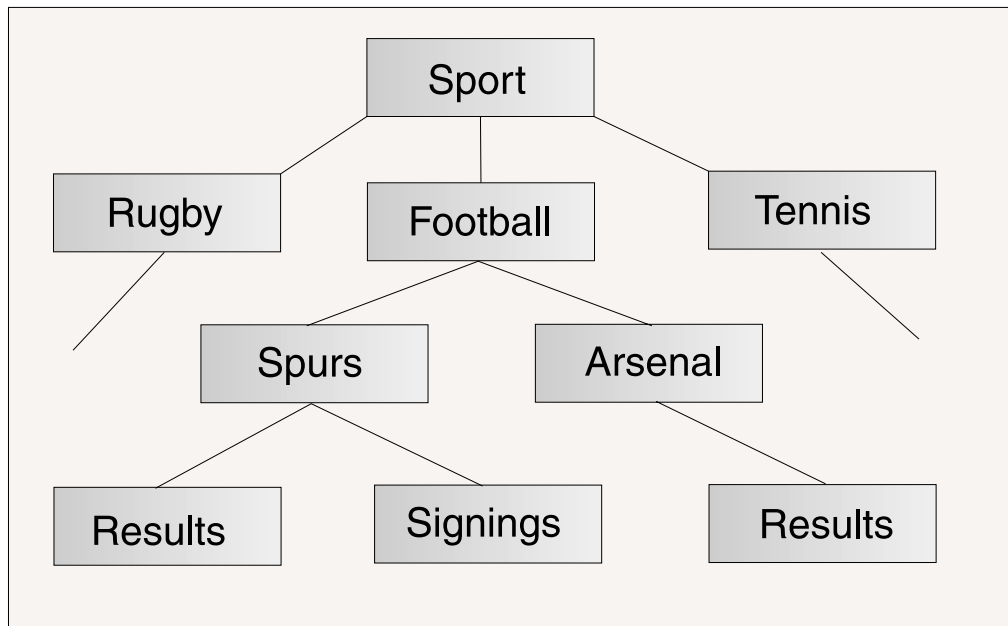 Sport
Rugby
Football
Tennis
Spurs
Arsenal
Results
Signings
Results